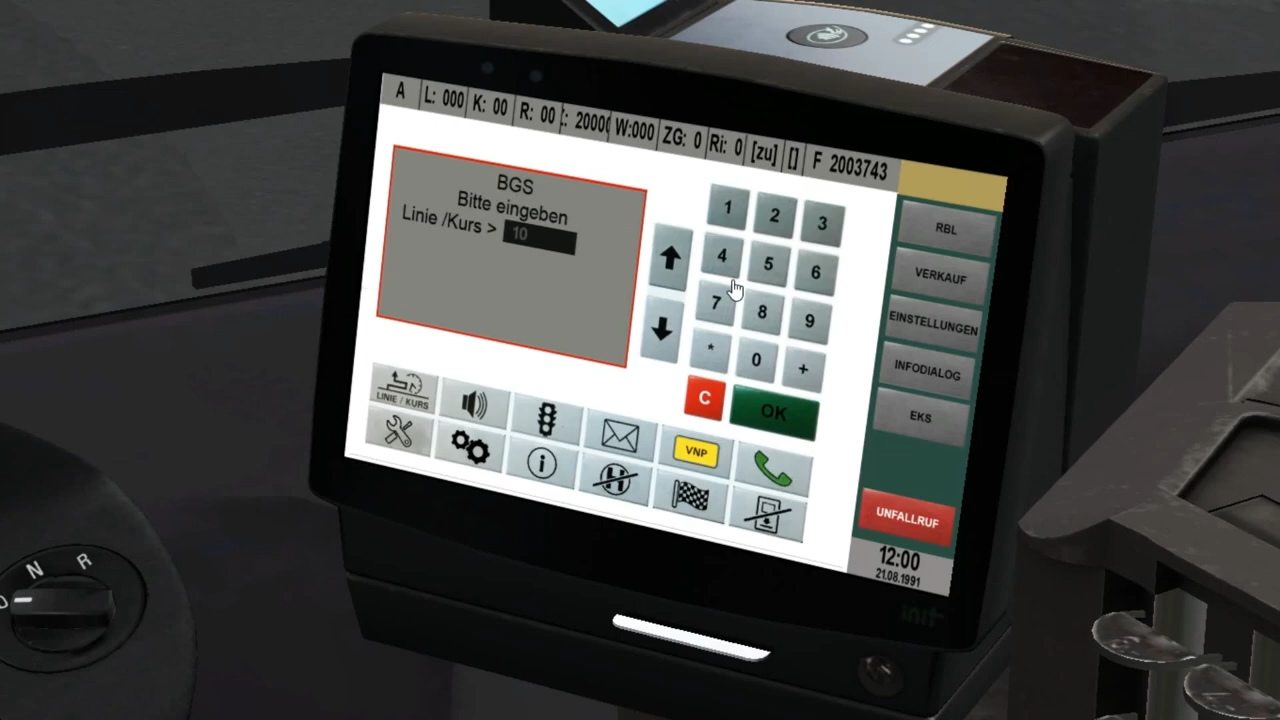 A L: 000 K: 00 R: 00 : 2000 W:000 ZG: 0 Ri: 0 [zu] [] F 2003743
BGS
Bitte eingeben
Linie /Kurs > 10
1 2 3
4 5 6
7 8 9
* 0 +
C OK
LINIE / KURS
VNP
i
H
RBL
VERKAUF
EINSTELLUNGEN
INFODIALOG
EKS
UNFALLRUF
12:00
21.08.1991
init
D N R